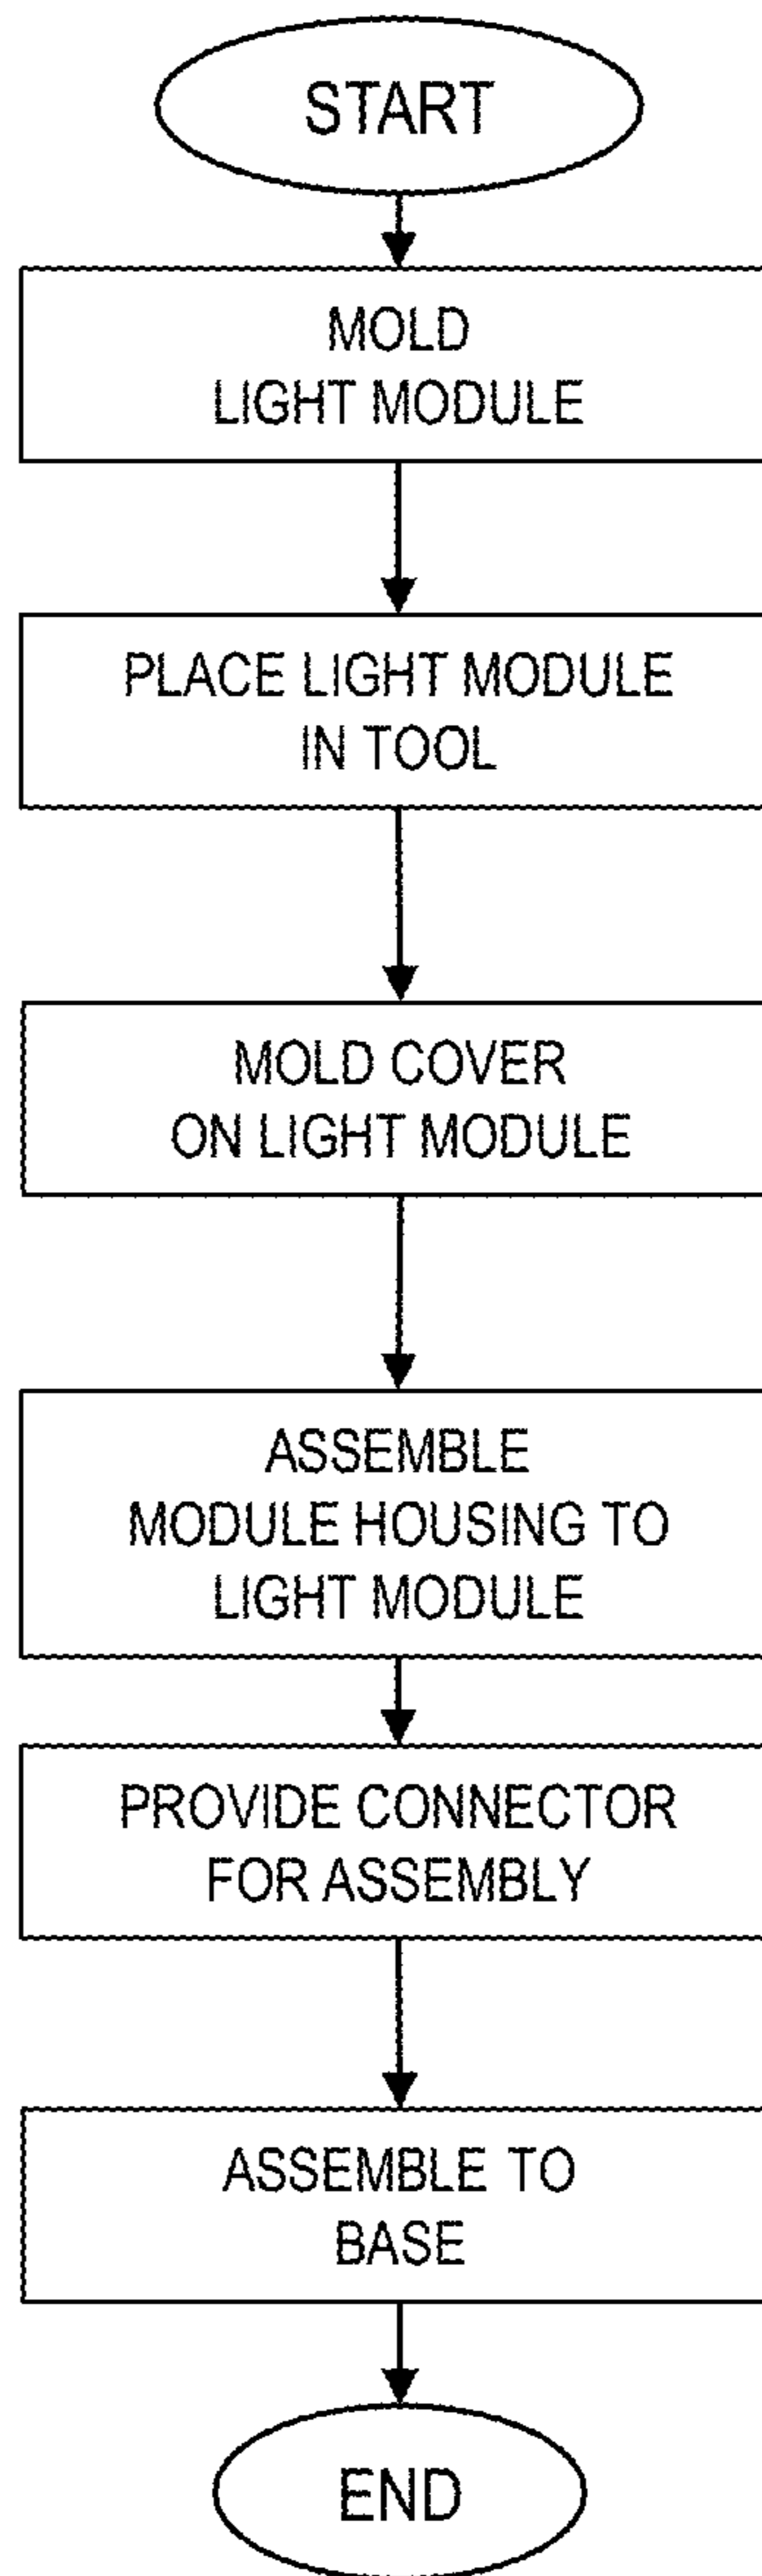 START
MOLD
LIGHT MODULE
PLACE LIGHT MODULE
IN TOOL
MOLD COVER
ON LIGHT MODULE
ASSEMBLE
MODULE HOUSING TO
LIGHT MODULE
PROVIDE CONNECTOR
FOR ASSEMBLY
ASSEMBLE TO
BASE
END